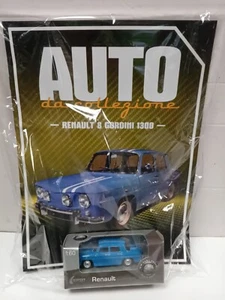 AUTO
da collezione
RENAULT 8 GORDINI 1300
Renault